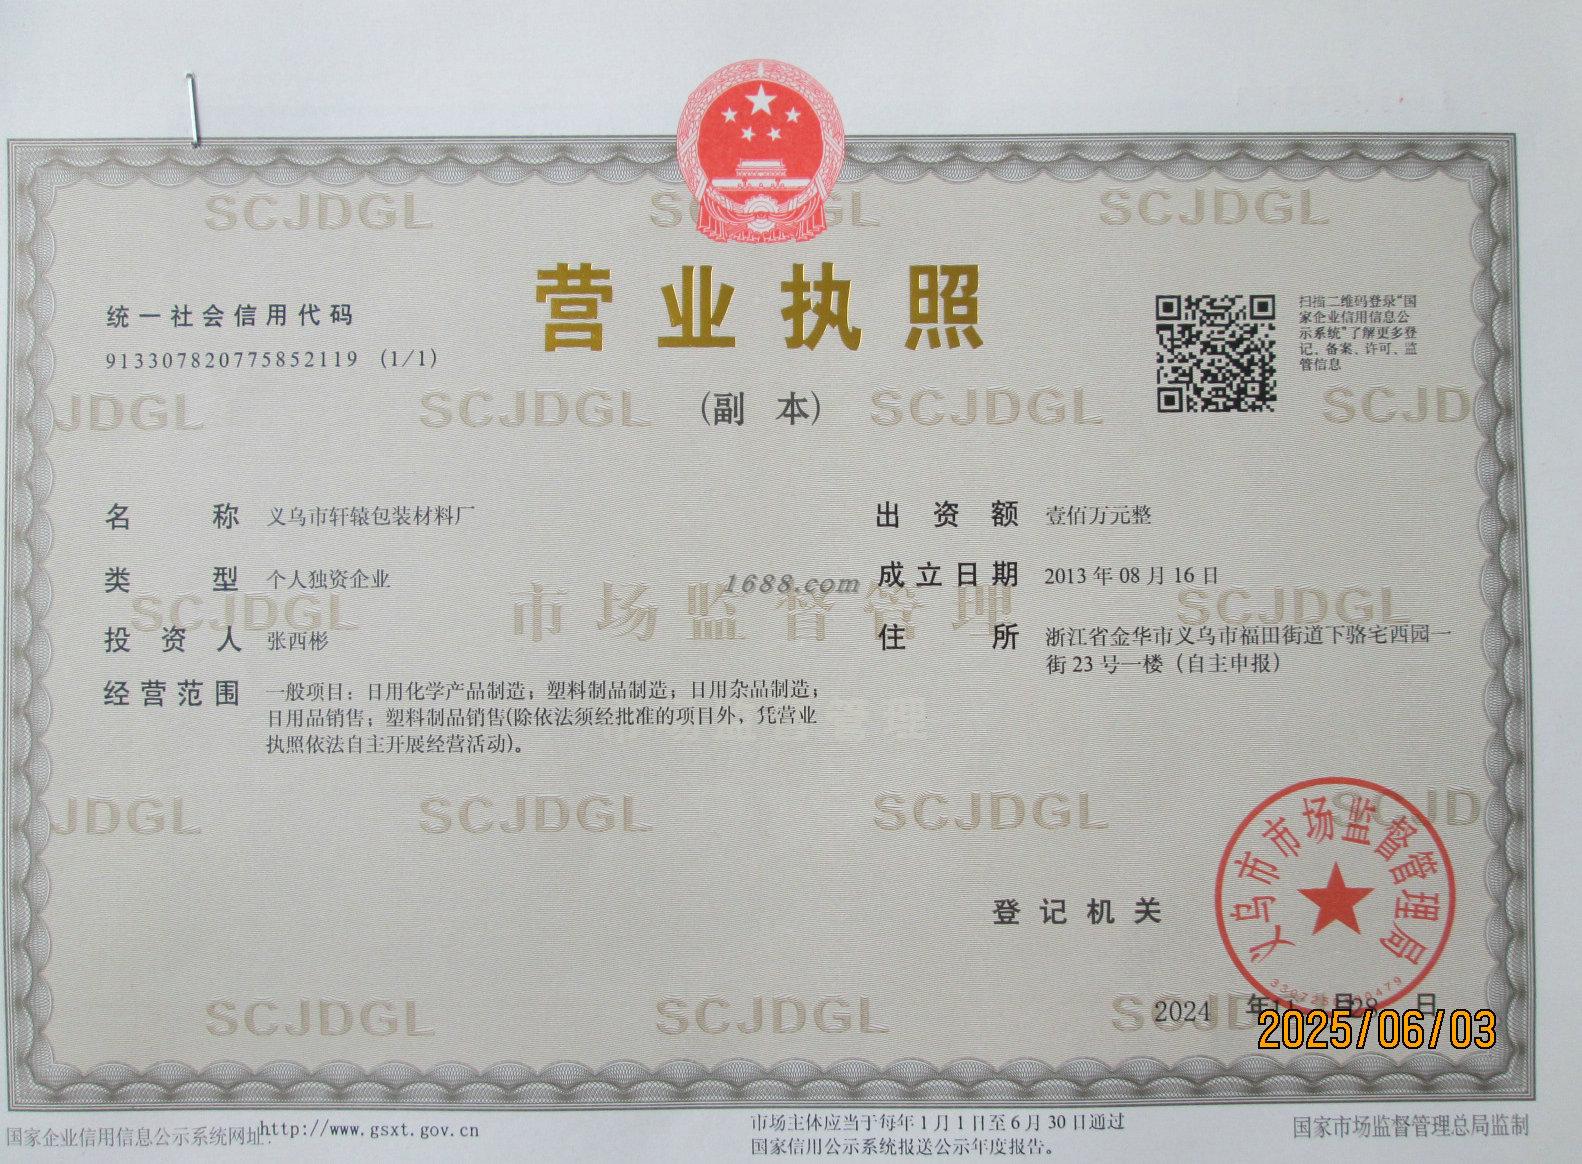 SCJDGL
SCJDGL
营业执照
(副 本)
统一社会信用代码
913307820775852119 (1/1)
扫描二维码登录“国
家企业信用信息公
示系统”了解更多登
记、备案、许可、监
管信息
JDGL SCJDGL SCJDGL SCJD
名 称 义乌市轩辕包装材料厂
类 型 个人独资企业
投 资 人 张西彬
经营范围 一般项目：日用化学产品制造；塑料制品制造；日用杂品制造；
日用品销售；塑料制品销售(除依法须经批准的项目外，凭营业
执照依法自主开展经营活动)。
出 资 额 壹佰万元整
成立日期 2013 年 08 月 16 日
住 所 浙江省金华市义乌市福田街道下骆宅西园一
街 23 号一楼（自主申报）
1688.com
SCJDGL 市场监督管理 SCJDGL
JDGL SCJDGL SCJDGL SCJD
登记机关
义乌市市场监督管理局
SCJDGL SCJDGL SCJDGL
2024 年11 月28 日
2025/06/03
国家企业信用信息公示系统网址：http://www.gsxt.gov.cn
市场主体应当于每年 1 月 1 日至 6 月 30 日通过
国家信用公示系统报送公示年度报告。
国家市场监督管理总局监制